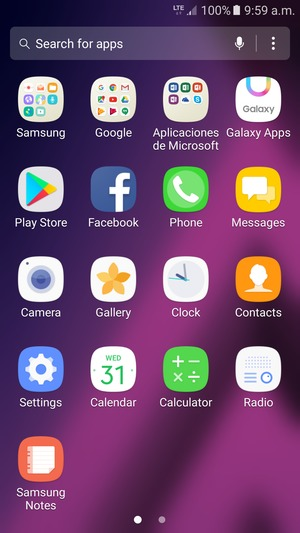 LTE 100% 9:59 a.m.
Search for apps
Samsung
Google
Aplicaciones
de Microsoft
Galaxy
Galaxy Apps
Play Store
Facebook
Phone
Messages
Camera
Gallery
Clock
Contacts
WED
31
Settings
Calendar
Calculator
Radio
Samsung
Notes